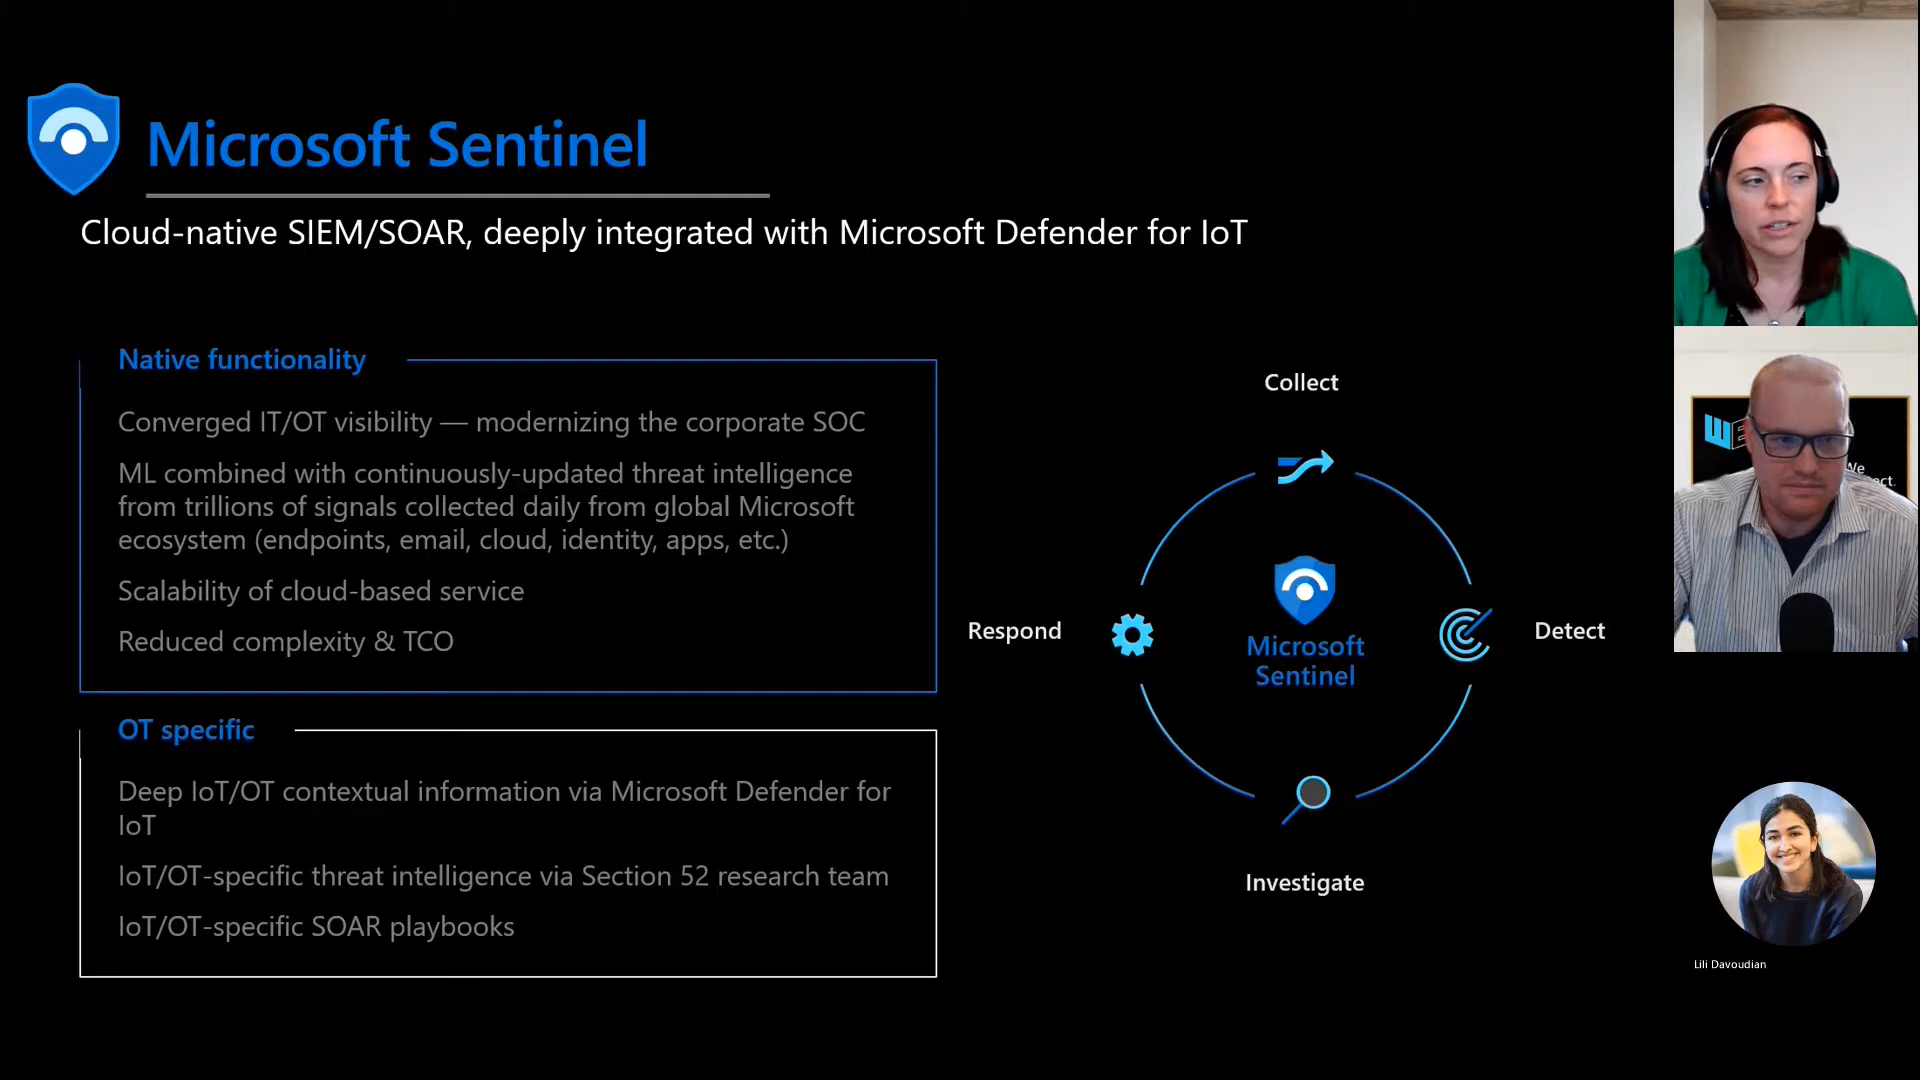 Microsoft Sentinel
Cloud-native SIEM/SOAR, deeply integrated with Microsoft Defender for IoT
Native functionality
Converged IT/OT visibility — modernizing the corporate SOC
ML combined with continuously-updated threat intelligence
from trillions of signals collected daily from global Microsoft
ecosystem (endpoints, email, cloud, identity, apps, etc.)
Scalability of cloud-based service
Reduced complexity & TCO
OT specific
Deep IoT/OT contextual information via Microsoft Defender for
IoT
IoT/OT-specific threat intelligence via Section 52 research team
IoT/OT-specific SOAR playbooks
Collect
Respond
Microsoft
Sentinel
Detect
Investigate
We
Lili Davoudian